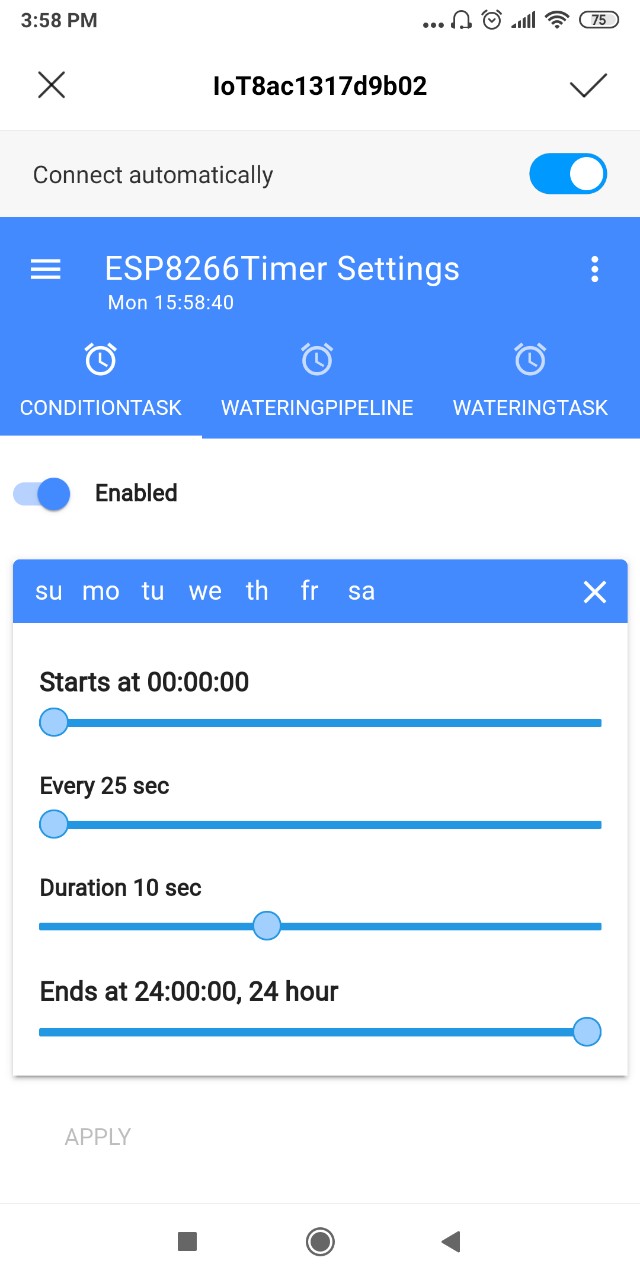 3:58 PM
75
IoT8ac1317d9b02
Connect automatically
ESP8266Timer Settings
Mon 15:58:40
CONDITIONTASK WATERINGPIPELINE WATERINGTASK
Enabled
su mo tu we th fr sa
Starts at 00:00:00
Every 25 sec
Duration 10 sec
Ends at 24:00:00, 24 hour
APPLY